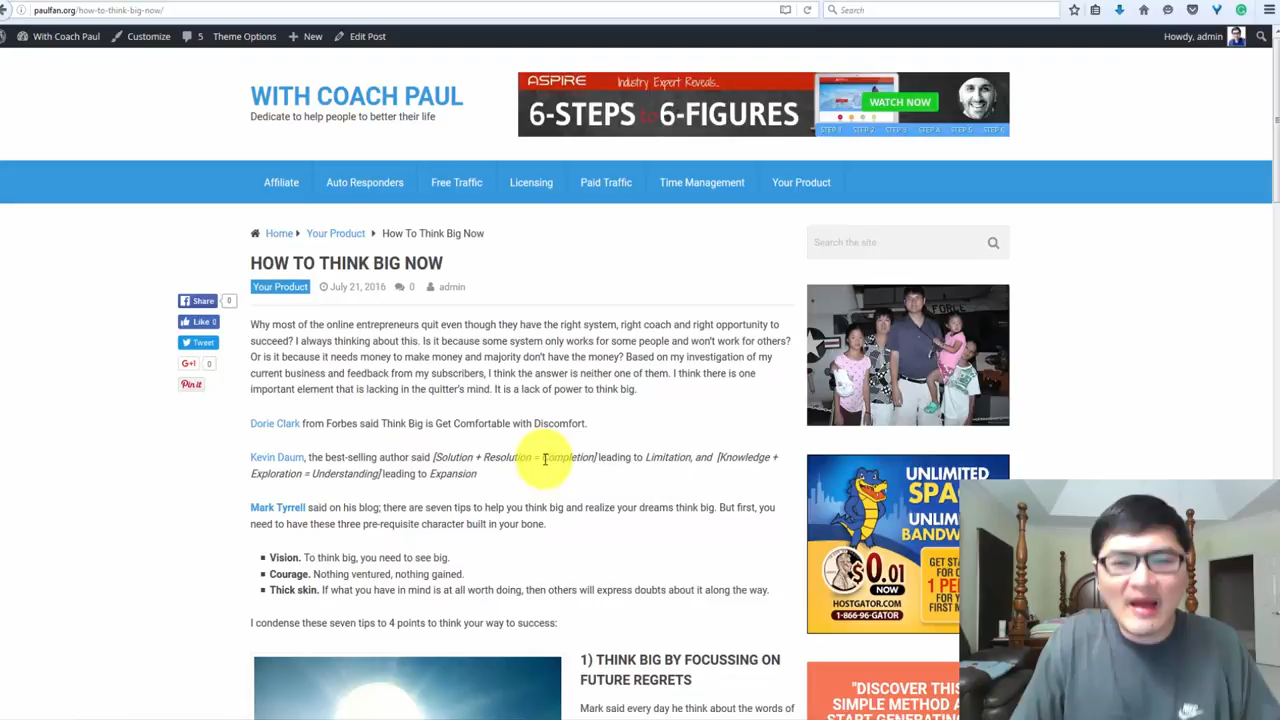 paulfan.org/how-to-think-big-now/
Search
With Coach Paul
Customize
5
Theme Options
New
Edit Post
Howdy, admin
WITH COACH PAUL
Dedicate to help people to better their life
ASPIRE
Industry Expert Reveals...
6-STEPS to 6-FIGURES
WATCH NOW
STEP 1 STEP 2 STEP 3 STEP 4 STEP 5 STEP 6
Affiliate
Auto Responders
Free Traffic
Licensing
Paid Traffic
Time Management
Your Product
Home
Your Product
How To Think Big Now
Search the site
HOW TO THINK BIG NOW
Your Product
July 21, 2016
0
admin
Share
0
Like 0
Tweet
G+1
0
Pin it
Why most of the online entrepreneurs quit even though they have the right system, right coach and right opportunity to
succeed? I always thinking about this. Is it because some system only works for some people and won't work for others?
Or is it because it needs money to make money and majority don't have the money? Based on my investigation of my
current business and feedback from my subscribers, I think the answer is neither one of them. I think there is one
important element that is lacking in the quitter's mind. It is a lack of power to think big.
Dorie Clark from Forbes said Think Big is Get Comfortable with Discomfort.
Kevin Daum, the best-selling author said [Solution + Resolution = Completion] leading to Limitation, and [Knowledge +
Exploration = Understanding] leading to Expansion
Mark Tyrrell said on his blog; there are seven tips to help you think big and realize your dreams think big. But first, you
need to have these three pre-requisite character built in your bone.
Vision. To think big, you need to see big.
Courage. Nothing ventured, nothing gained.
Thick skin. If what you have in mind is at all worth doing, then others will express doubts about it along the way.
I condense these seven tips to 4 points to think your way to success:
1) THINK BIG BY FOCUSSING ON
FUTURE REGRETS
Mark said every day he think about the words of
FORCE
UNLIMITED
SPA
UNLIM
BANDW
GET STA
FOR O
1 PE
FOR Y
FIRST M
$0.01
NOW
HOSTGATOR.COM
1-866-96-GATOR
"DISCOVER THIS
SIMPLE METHOD A
START GENERATING